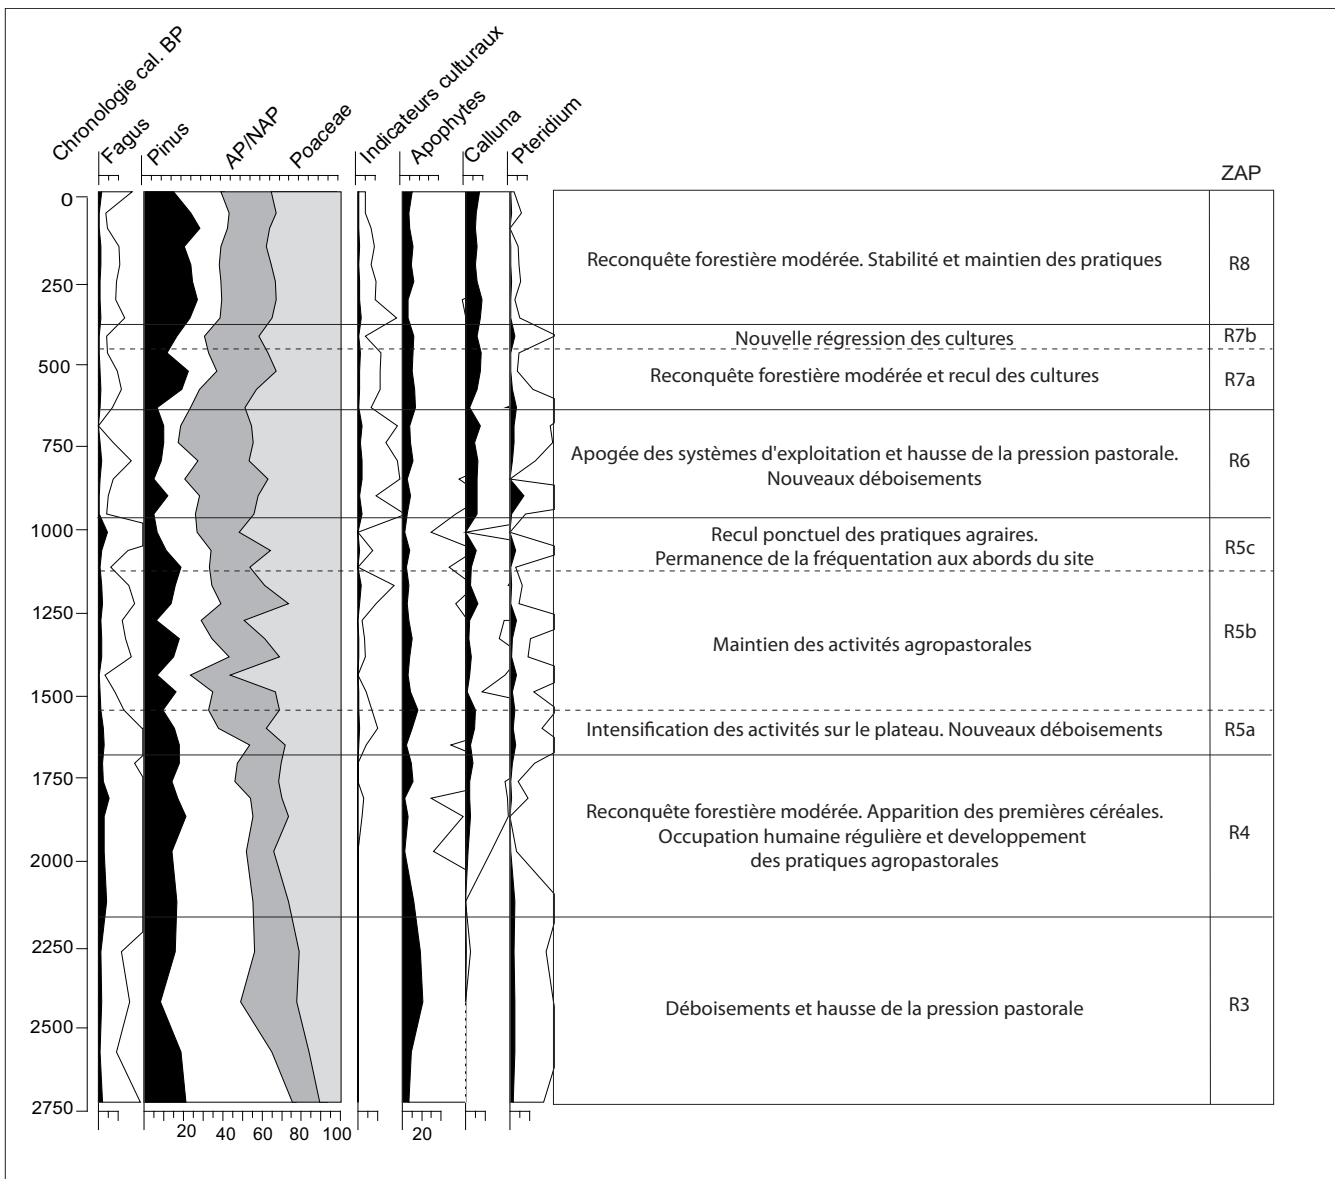 Chronologie cal. BP
Fagus
Pinus
AP/NAP
Poaceae
Indicateurs culturaux
Apophytes
Calluna
Pteridium
ZAP
0
250
500
750
1000
1250
1500
1750
2000
2250
2500
2750
Reconquête forestière modérée. Stabilité et maintien des pratiques
R8
Nouvelle régression des cultures
R7b
Reconquête forestière modérée et recul des cultures
R7a
Apogée des systèmes d'exploitation et hausse de la pression pastorale.
Nouveaux déboisements
R6
Recul ponctuel des pratiques agraires.
Permanence de la fréquentation aux abords du site
R5c
Maintien des activités agropastorales
R5b
Intensification des activités sur le plateau. Nouveaux déboisements
R5a
Reconquête forestière modérée. Apparition des premières céréales.
Occupation humaine régulière et developpement
des pratiques agropastorales
R4
Déboisements et hausse de la pression pastorale
R3
20 40 60 80 100
20